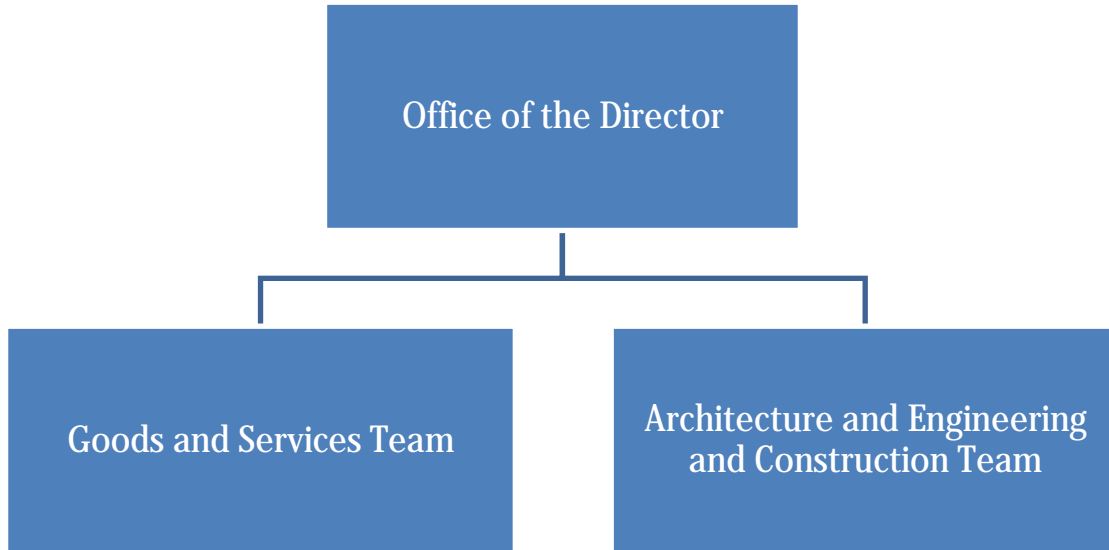 Office of the Director
Goods and Services Team
Architecture and Engineering
and Construction Team